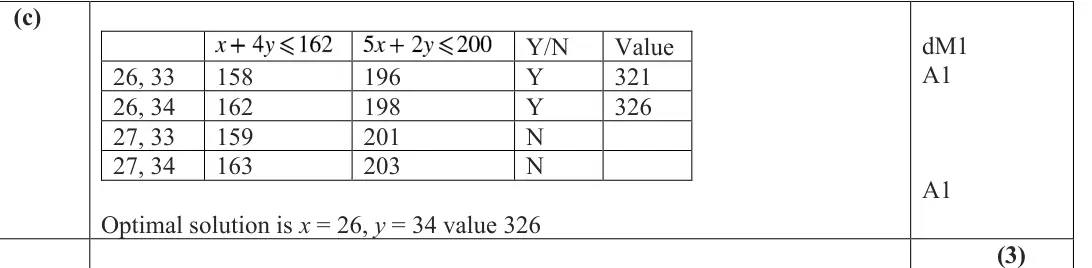 (c)
x + 4y ⩽ 162 5x + 2y ⩽ 200 Y/N Value
dM1
26, 33 158 196 Y 321
A1
26, 34 162 198 Y 326
27, 33 159 201 N
27, 34 163 203 N
A1
Optimal solution is x = 26, y = 34 value 326
(3)